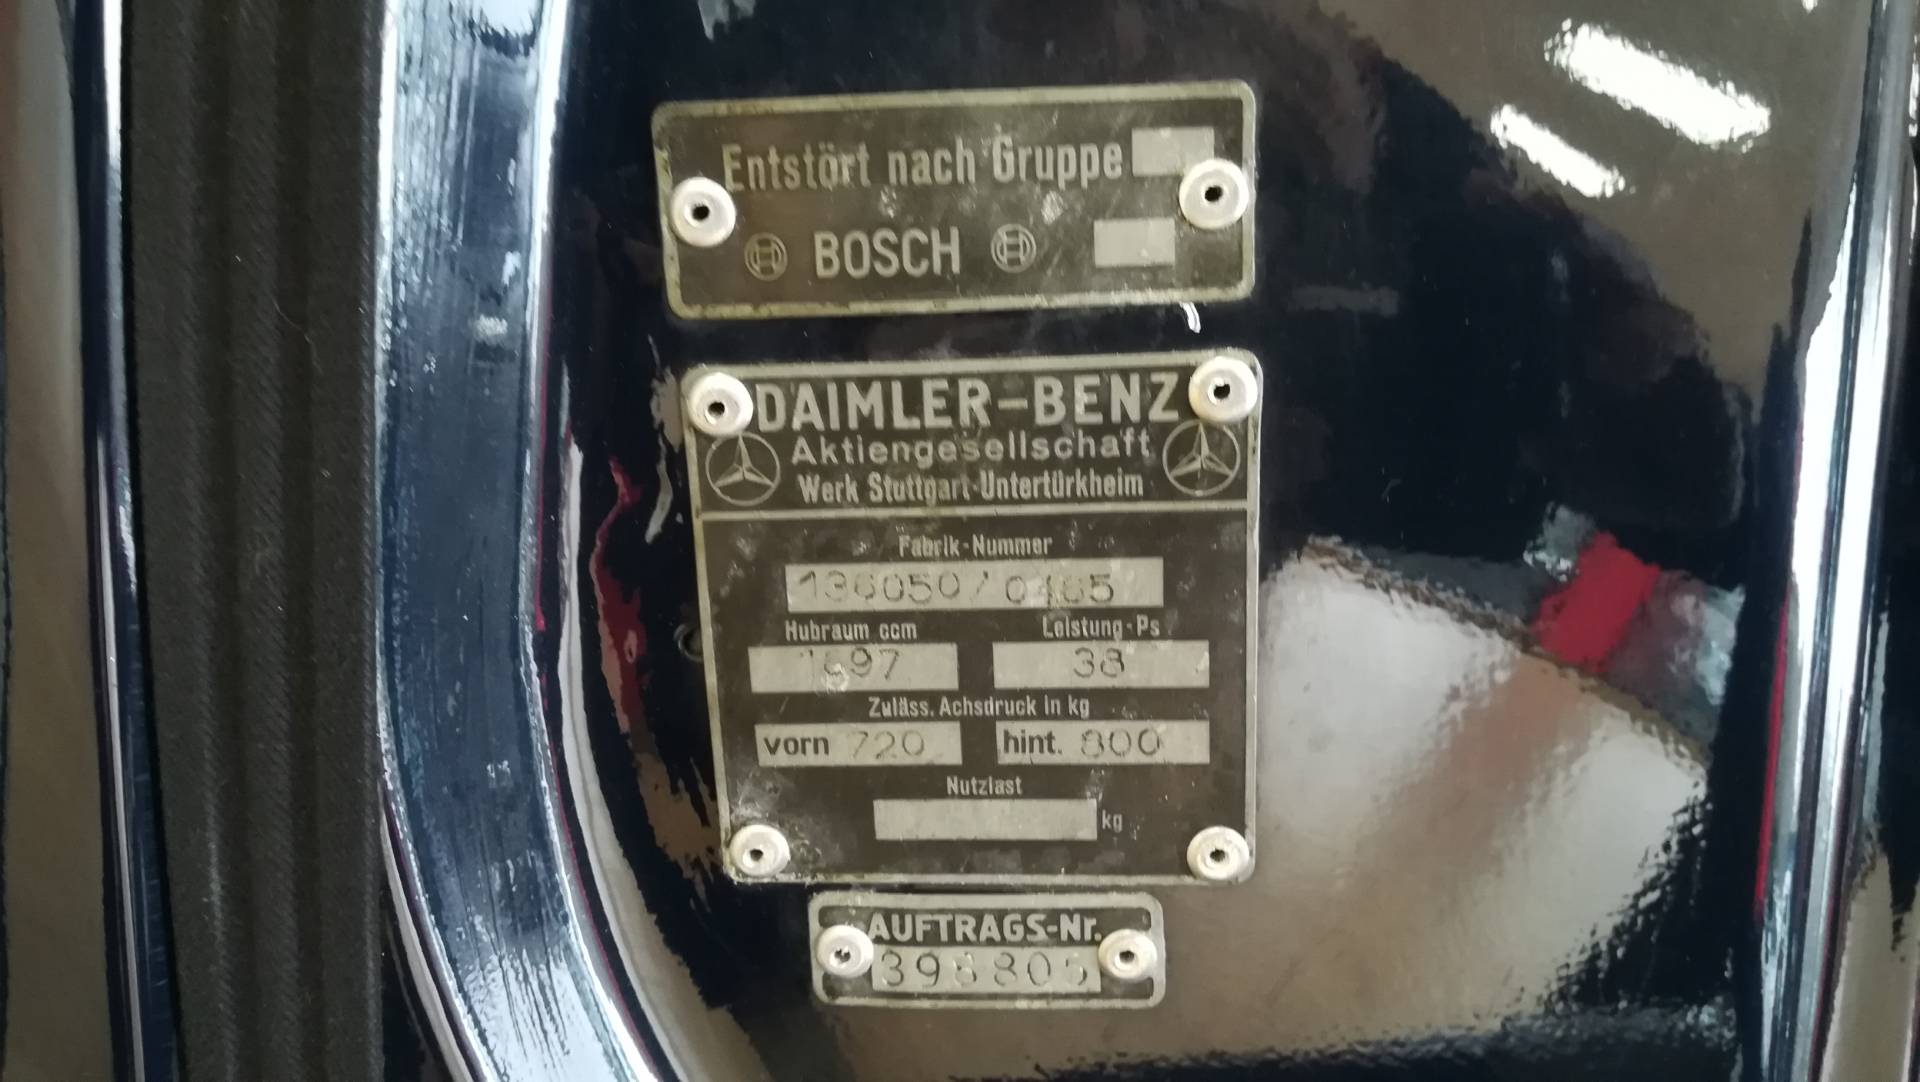 Entstört nach Gruppe
BOSCH
DAIMLER-BENZ
Aktiengesellschaft
Werk Stuttgart-Untertürkheim
Fabrik-Nummer
136050/0465
Hubraum ccm Leistung-Ps
1697 38
Zuläss. Achsdruck in kg
vorn 720 hint. 800
Nutzlast
kg
AUFTRAGS-Nr.
398805